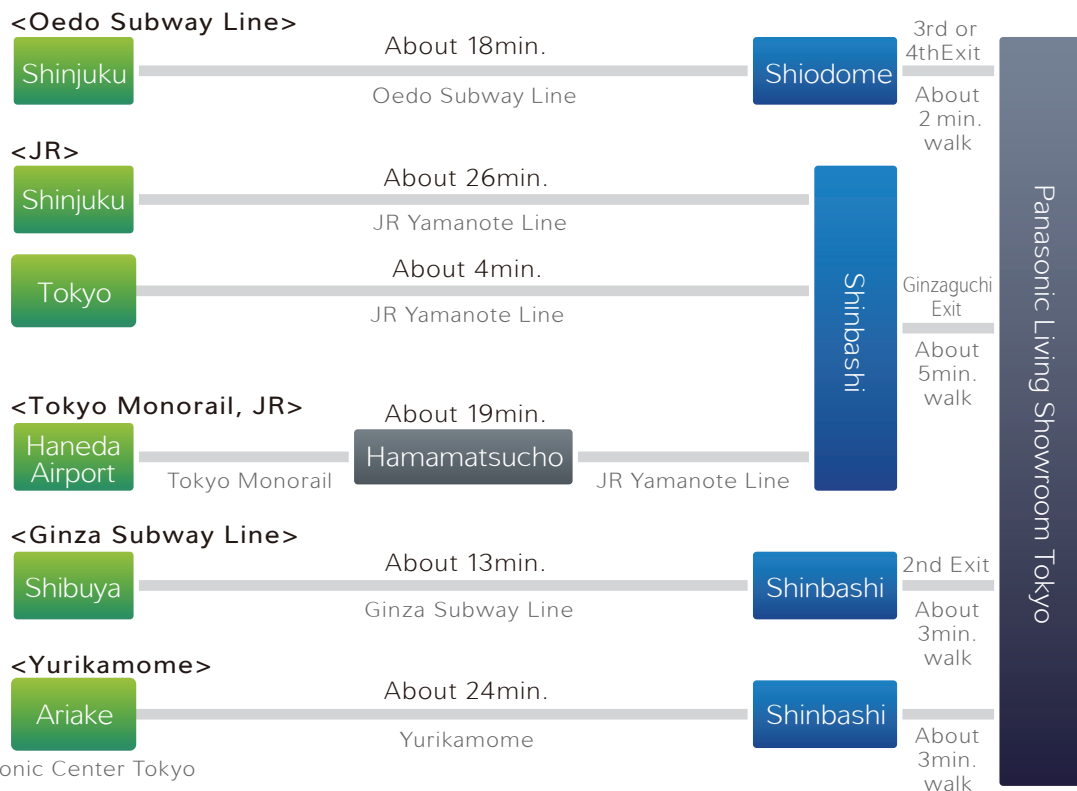 <Oedo Subway Line>
Shinjuku
About 18min.
Oedo Subway Line
Shiodome
3rd or
4thExit
About
2 min.
walk
<JR>
Shinjuku
About 26min.
JR Yamanote Line
Tokyo
About 4min.
JR Yamanote Line
Shinbashi
Ginzaguchi
Exit
About
5min.
walk
<Tokyo Monorail, JR>
Haneda
Airport
Tokyo Monorail
About 19min.
Hamamatsucho
JR Yamanote Line
<Ginza Subway Line>
Shibuya
About 13min.
Ginza Subway Line
Shinbashi
2nd Exit
About
3min.
walk
<Yurikamome>
Ariake
onic Center Tokyo
About 24min.
Yurikamome
Shinbashi
About
3min.
walk
Panasonic Living Showroom Tokyo